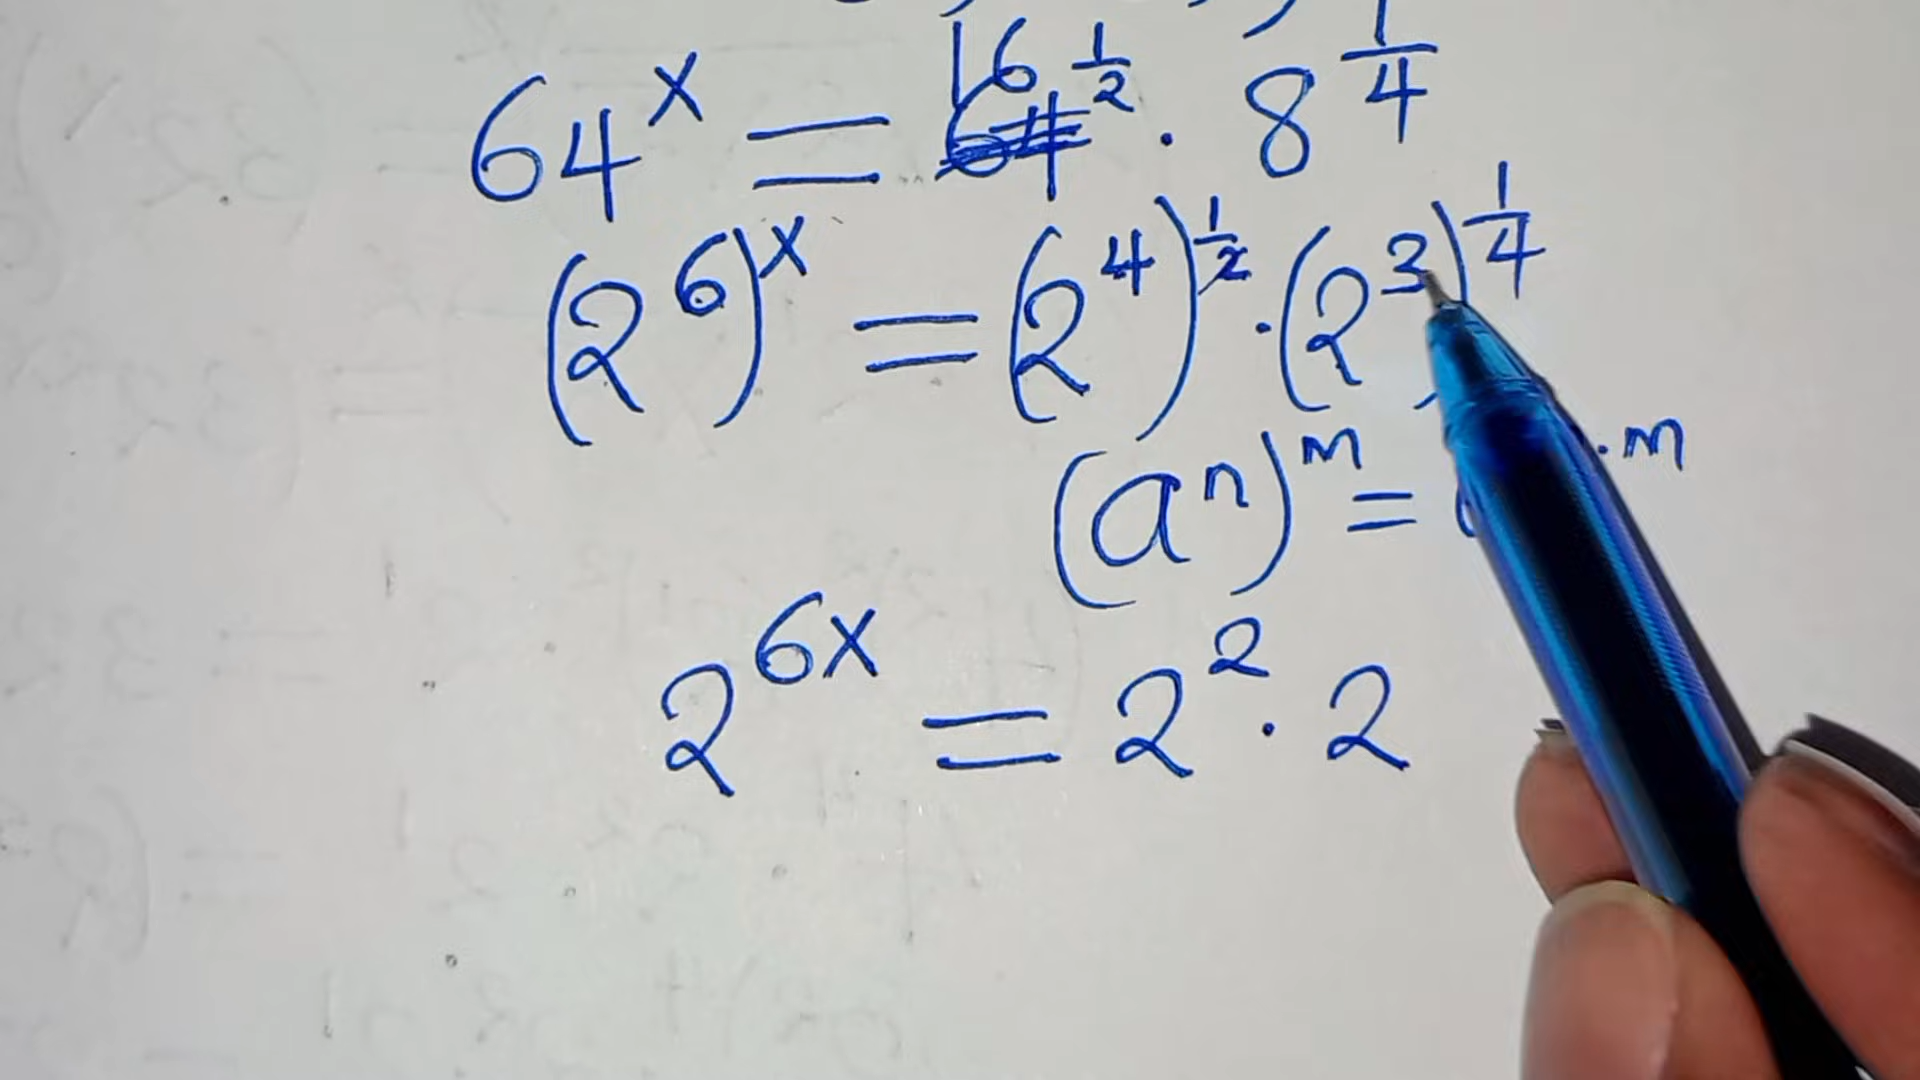 64^x = 16^(1/2) · 8^(1/4)
(2^6)^x = (2^4)^(1/2) · (2^3)^(1/4)
(a^n)^m = · m
2^(6x) = 2^2 · 2